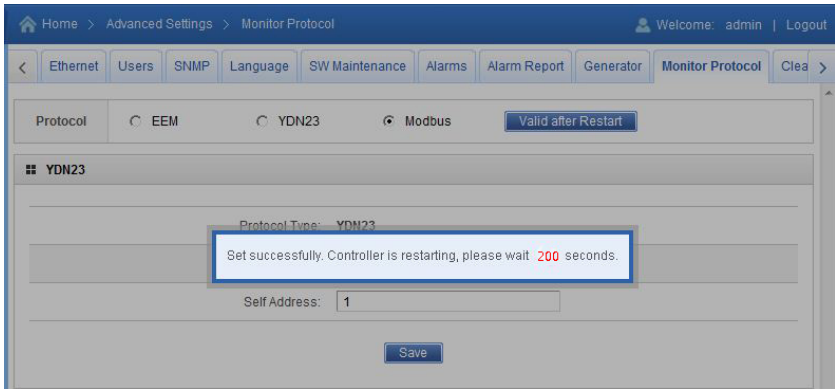 Home > Advanced Settings > Monitor Protocol Welcome: admin | Logout
< Ethernet Users SNMP Language SW Maintenance Alarms Alarm Report Generator Monitor Protocol Clea >
Protocol EEM YDN23 Modbus Valid after Restart
YDN23
Protocol Type: YDN23
Set successfully. Controller is restarting, please wait 200 seconds.
Self Address: 1
Save